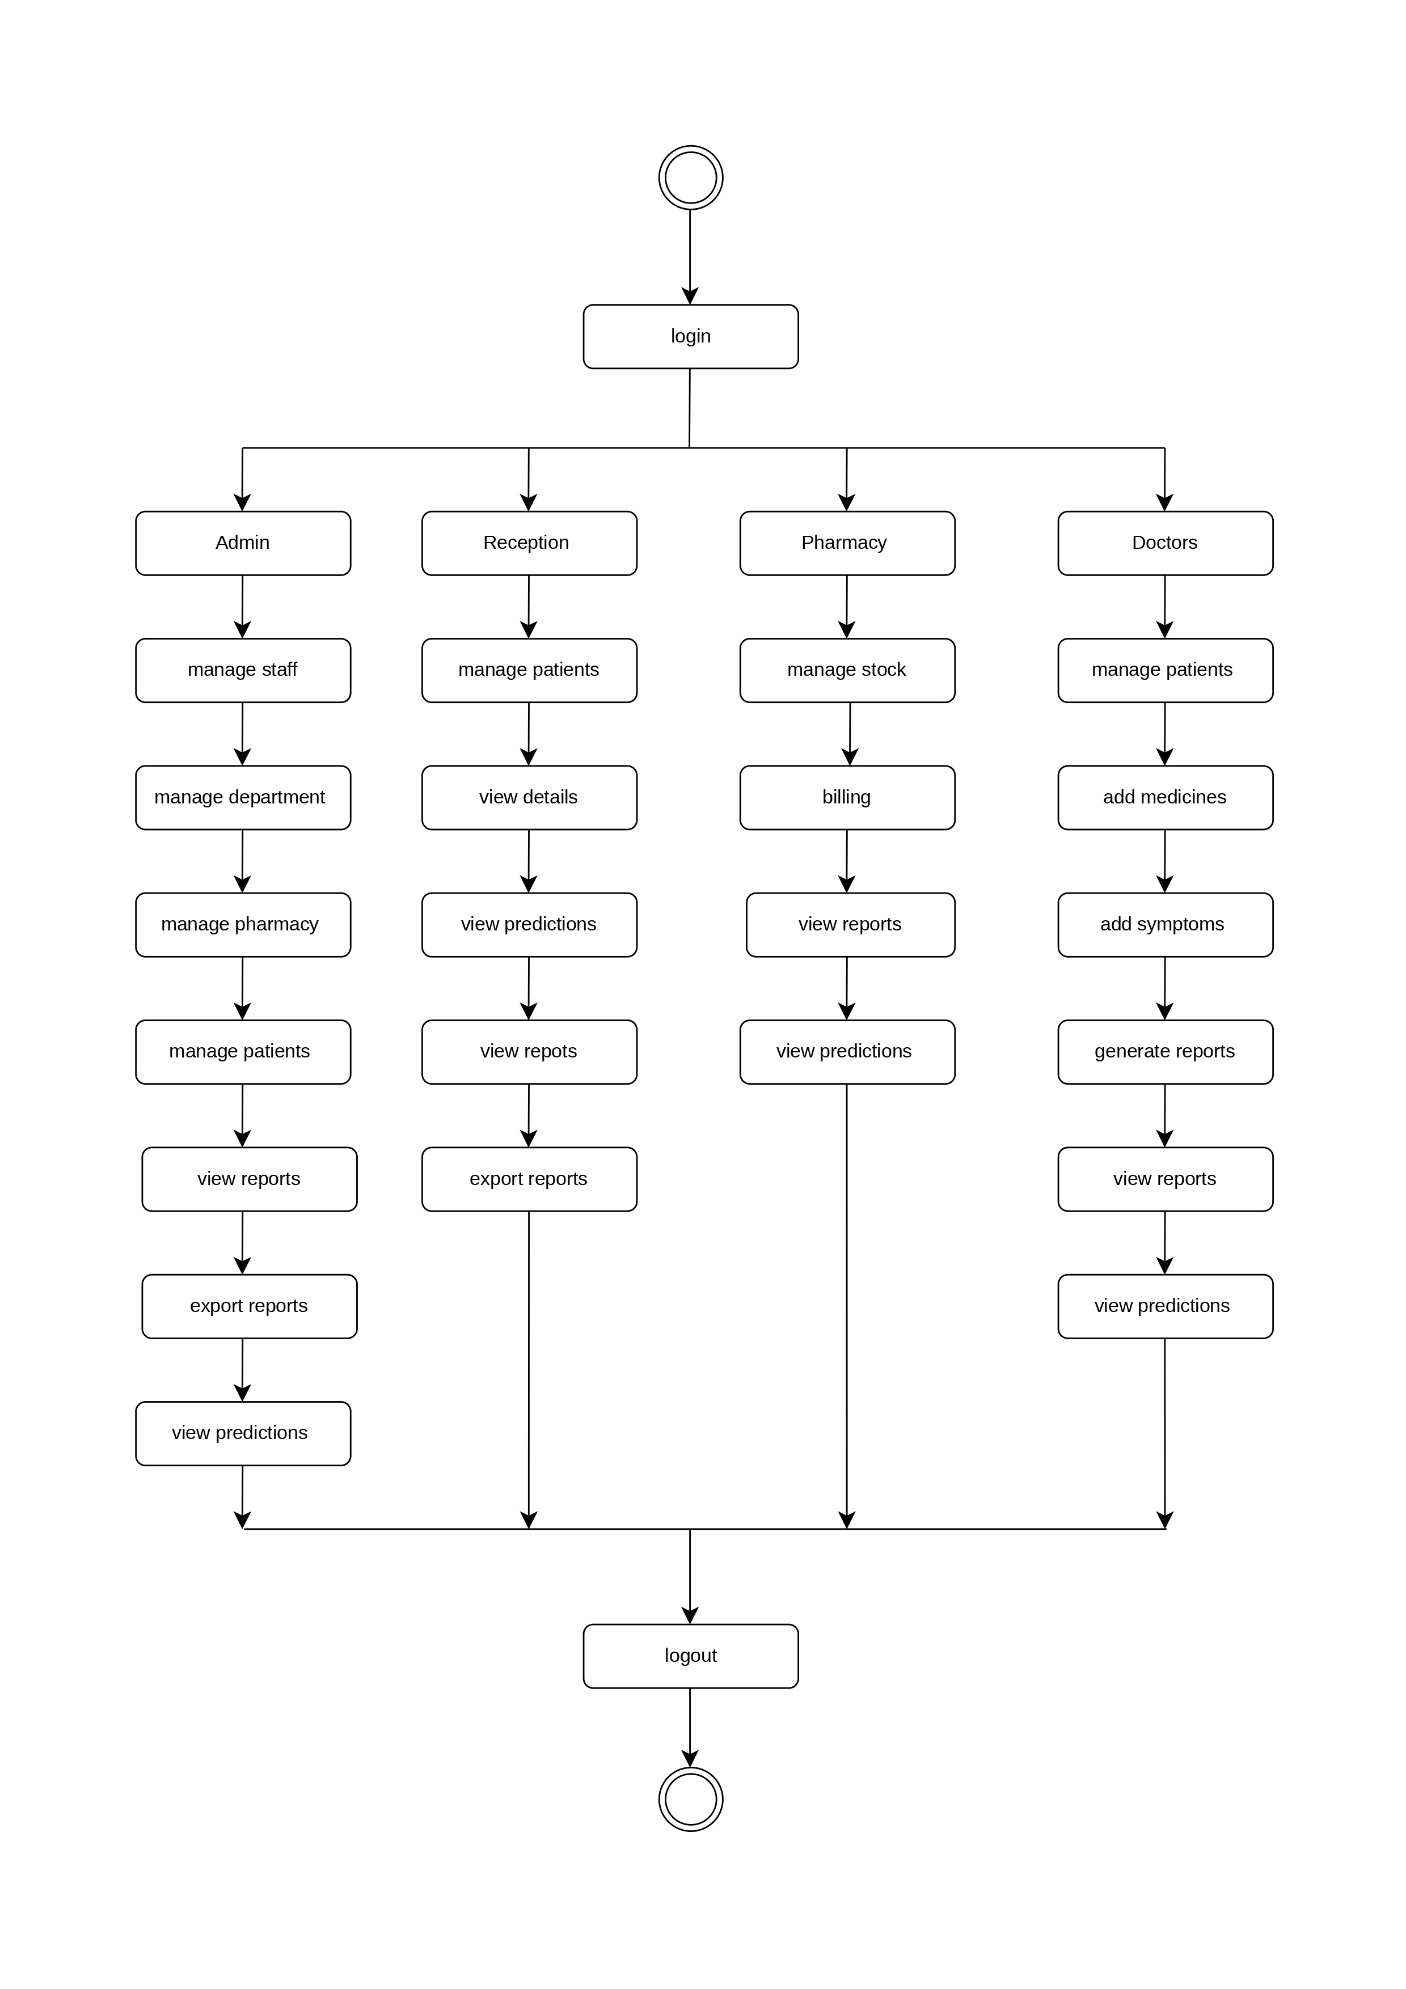 login
Admin
Reception
Pharmacy
Doctors
manage staff
manage patients
manage stock
manage patients
manage department
view details
billing
add medicines
manage pharmacy
view predictions
view reports
add symptoms
manage patients
view repots
view predictions
generate reports
view reports
export reports
view reports
export reports
view predictions
view predictions
logout